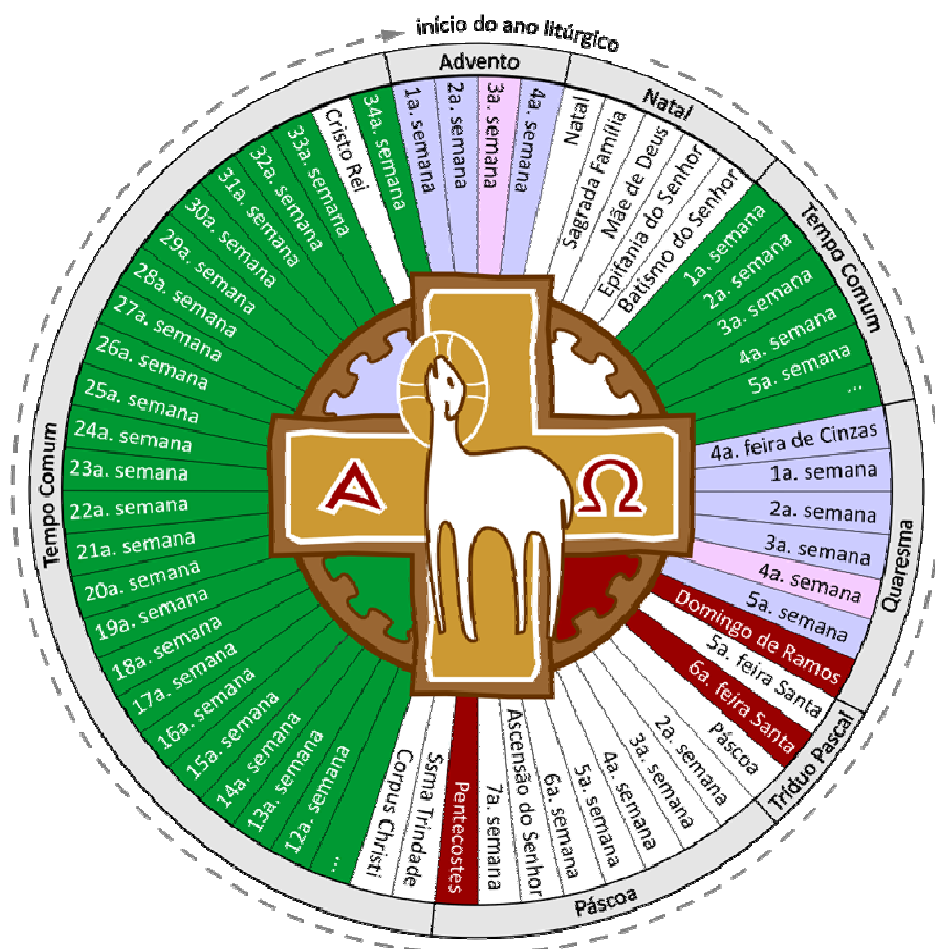 início do ano litúrgico
Advento
1a. semana
2a. semana
3a. semana
4a. semana
Natal
Natal
Sagrada Família
Mãe de Deus
Epifania do Senhor
Batismo do Senhor
Tempo Comum
1a. semana
2a. semana
3a. semana
4a. semana
5a. semana
...
Quaresma
4a. feira de Cinzas
1a. semana
2a. semana
3a. semana
4a. semana
5a. semana
Domingo de Ramos
Tríduo Pascal
5a. feira Santa
6a. feira Santa
Páscoa
Páscoa
2a. semana
3a. semana
4a. semana
5a. semana
6a. semana
Ascensão do Senhor
7a. semana
Pentecostes
Tempo Comum
Ssma Trindade
Corpus Christi
...
12a. semana
13a. semana
14a. semana
15a. semana
16a. semana
17a. semana
18a. semana
19a. semana
20a. semana
21a. semana
22a. semana
23a. semana
24a. semana
25a. semana
26a. semana
27a. semana
28a. semana
29a. semana
30a. semana
31a. semana
32a. semana
33a. semana
Cristo Rei
34a. semana
Α
Ω